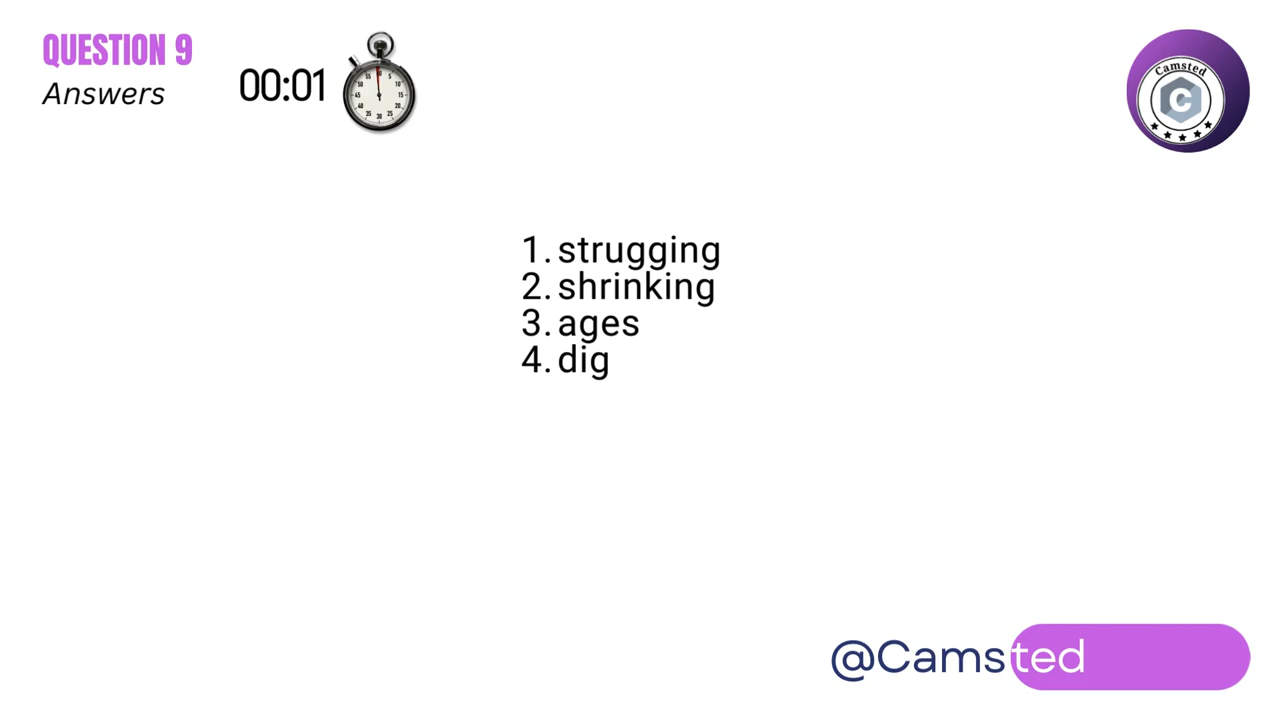 QUESTION 9
Answers
00:01
Camsted
C
1. strugging
2. shrinking
3. ages
4. dig
@Camsted